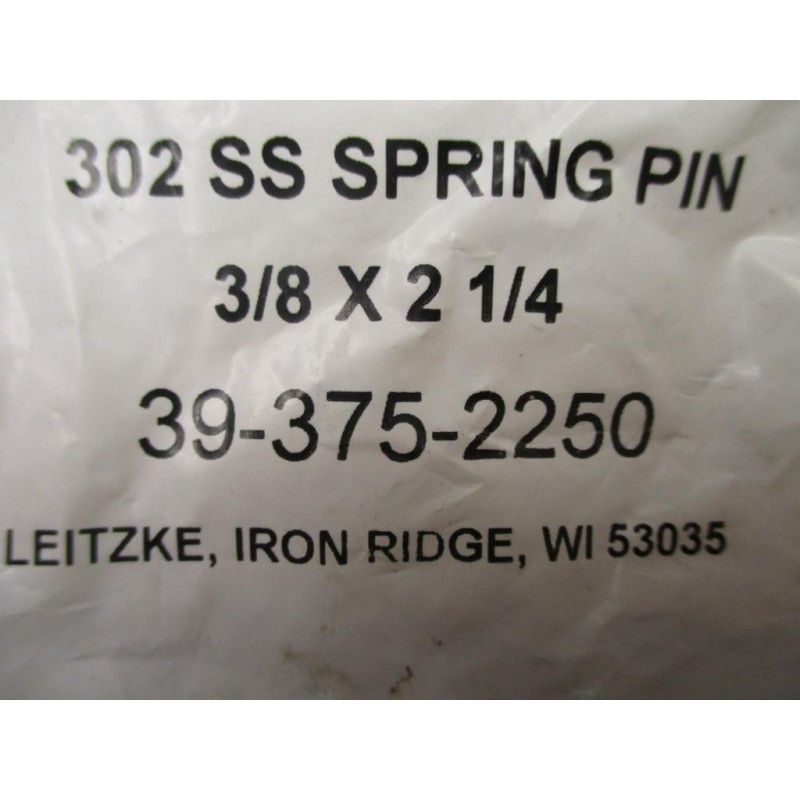 302 SS SPRING PIN
3/8 X 2 1/4
39-375-2250
LEITZKE, IRON RIDGE, WI 53035